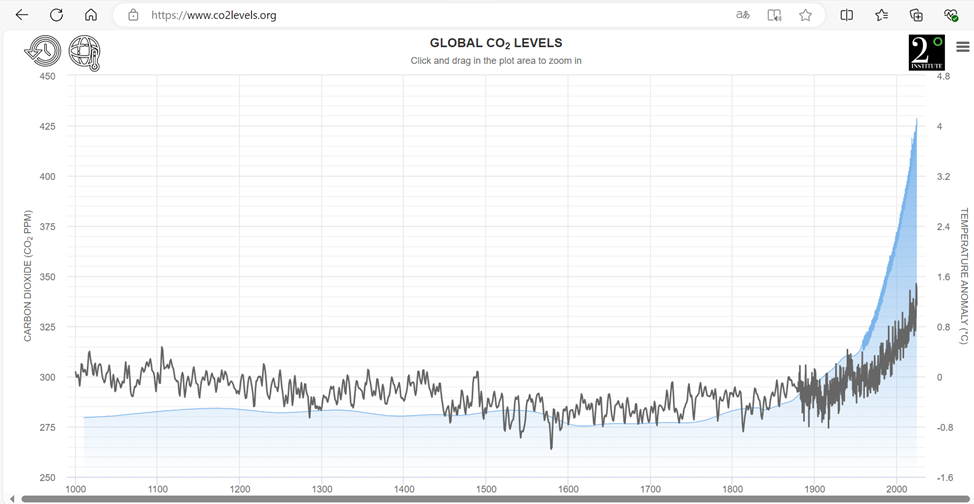 https://www.co2levels.org
aあ
GLOBAL CO₂ LEVELS
Click and drag in the plot area to zoom in
2°
INSTITUTE
CARBON DIOXIDE (CO₂ PPM)
450
425
400
375
350
325
300
275
250
TEMPERATURE ANOMALY (°C)
4.8
4
3.2
2.4
1.6
0.8
0
-0.8
-1.6
1000 1100 1200 1300 1400 1500 1600 1700 1800 1900 2000